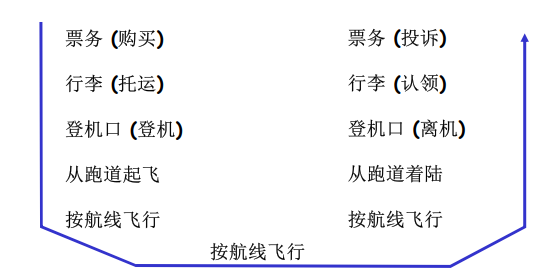 票务 (购买) 票务 (投诉)
行李 (托运) 行李 (认领)
登机口 (登机) 登机口 (离机)
从跑道起飞 从跑道着陆
按航线飞行 按航线飞行
按航线飞行